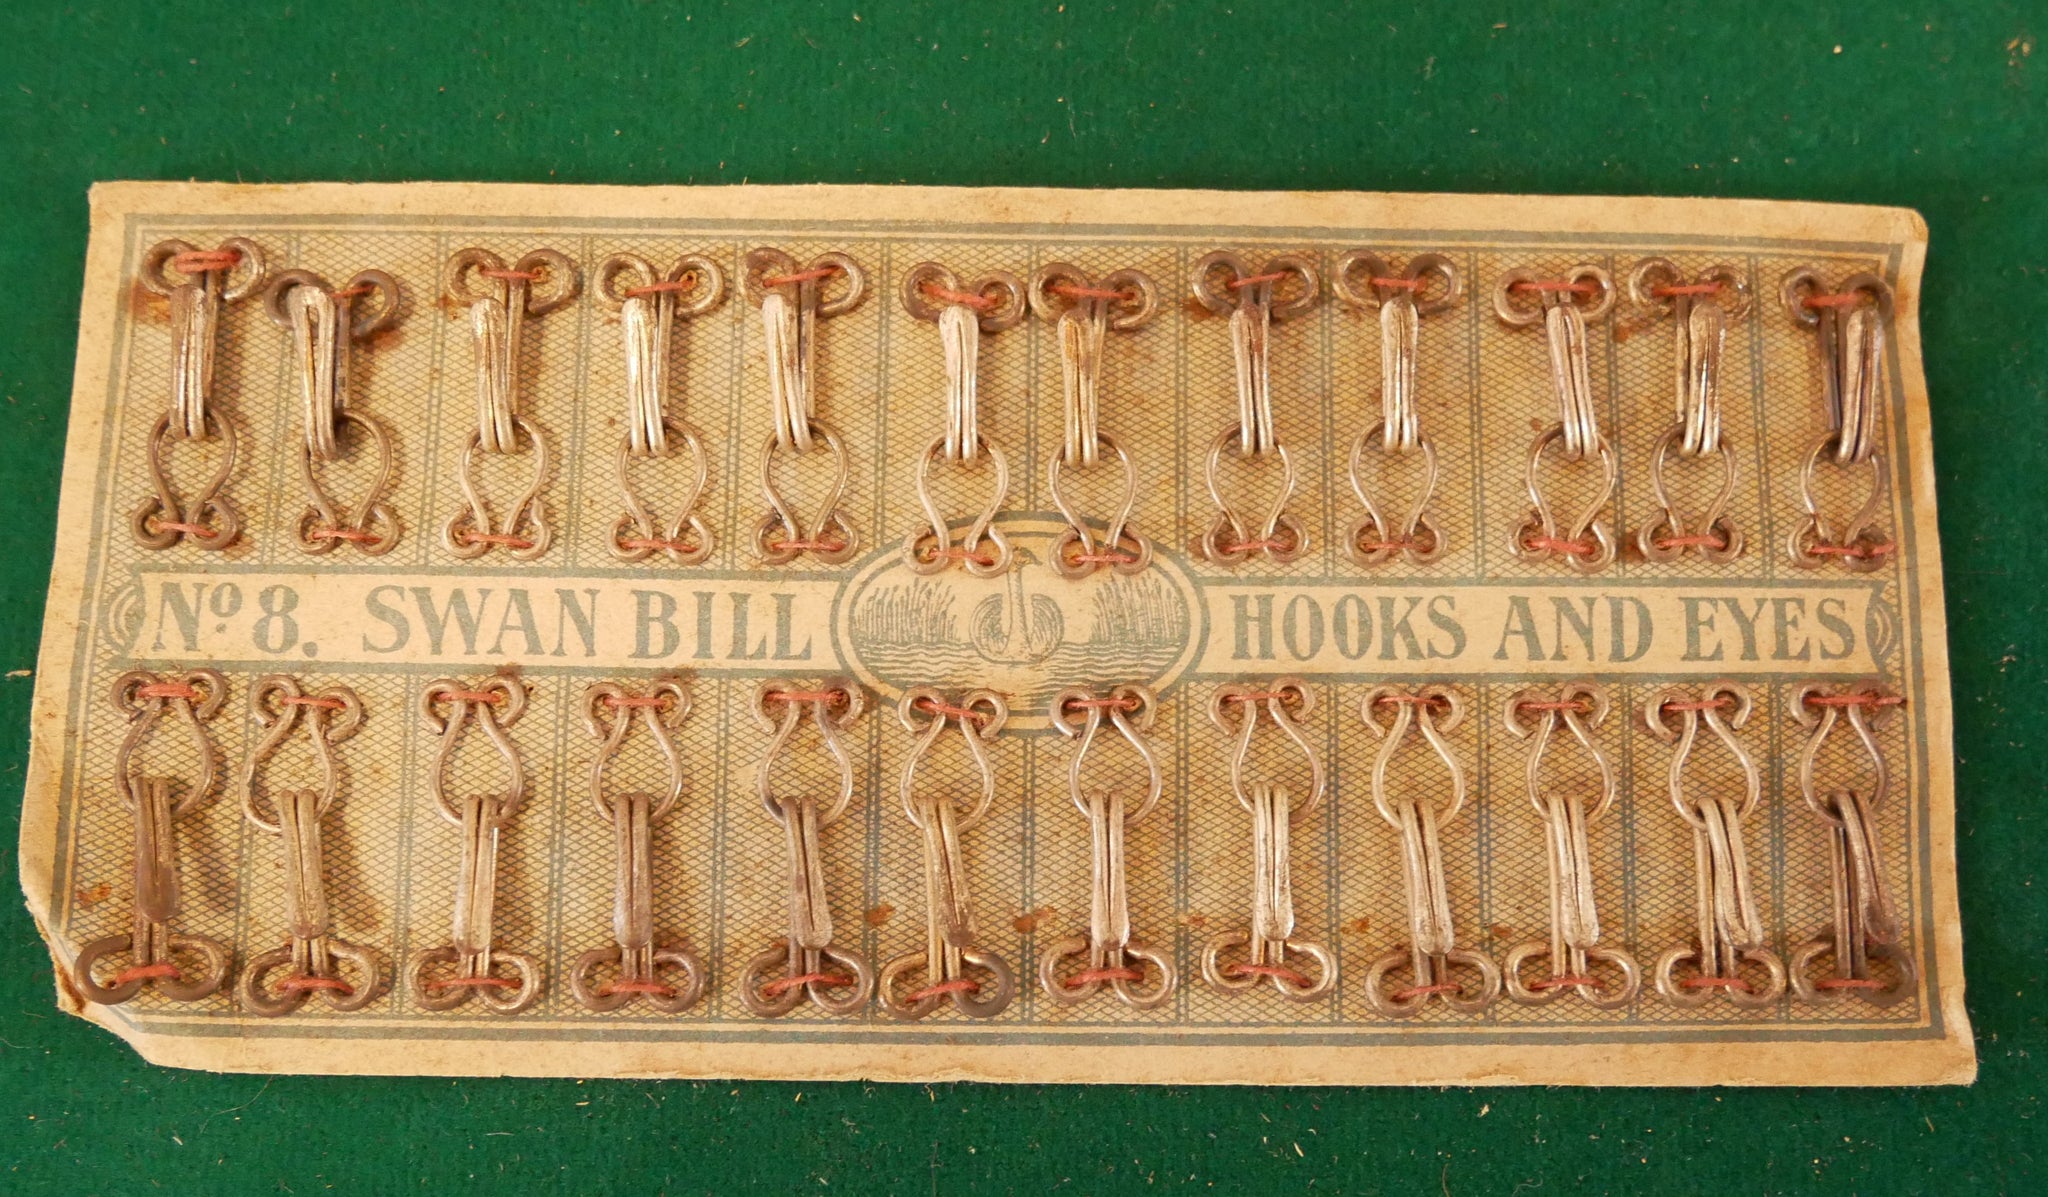 Nº 8. SWAN BILL HOOKS AND EYES